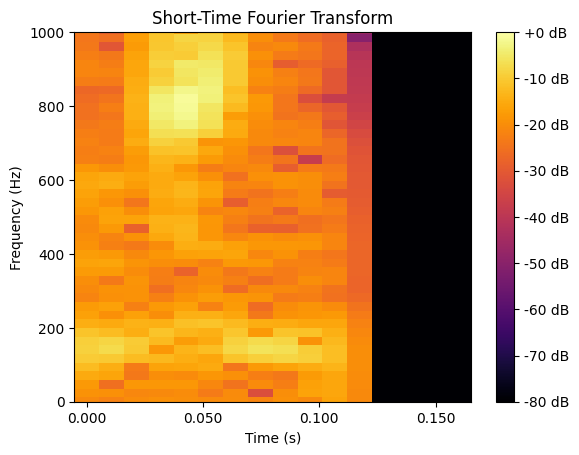 Short-Time Fourier Transform
1000
800
600
400
200
0
Frequency (Hz)
0.000
0.050
0.100
0.150
Time (s)
+0 dB
-10 dB
-20 dB
-30 dB
-40 dB
-50 dB
-60 dB
-70 dB
-80 dB